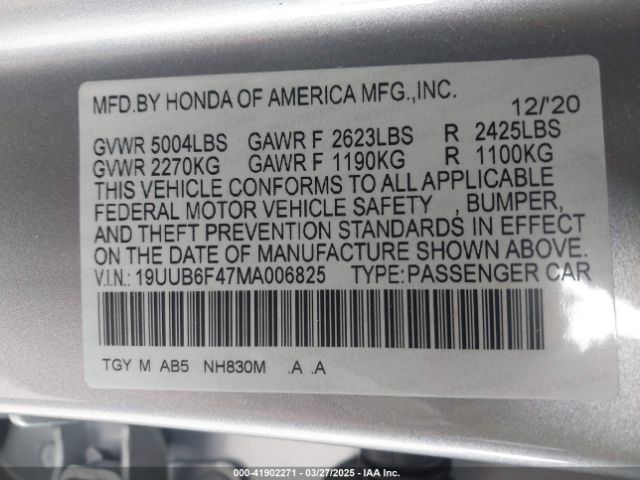 MFD.BY HONDA OF AMERICA MFG.,INC.
12/'20
GVWR 5004LBS GAWR F 2623LBS R 2425LBS
GVWR 2270KG GAWR F 1190KG R 1100KG
THIS VEHICLE CONFORMS TO ALL APPLICABLE
FEDERAL MOTOR VEHICLE SAFETY , BUMPER,
AND THEFT PREVENTION STANDARDS IN EFFECT
ON THE DATE OF MANUFACTURE SHOWN ABOVE.
V.I.N.: 19UUB6F47MA006825 TYPE:PASSENGER CAR
TGY M AB5 NH830M .A .A
000-41902271 - 03/27/2025 - IAA Inc.